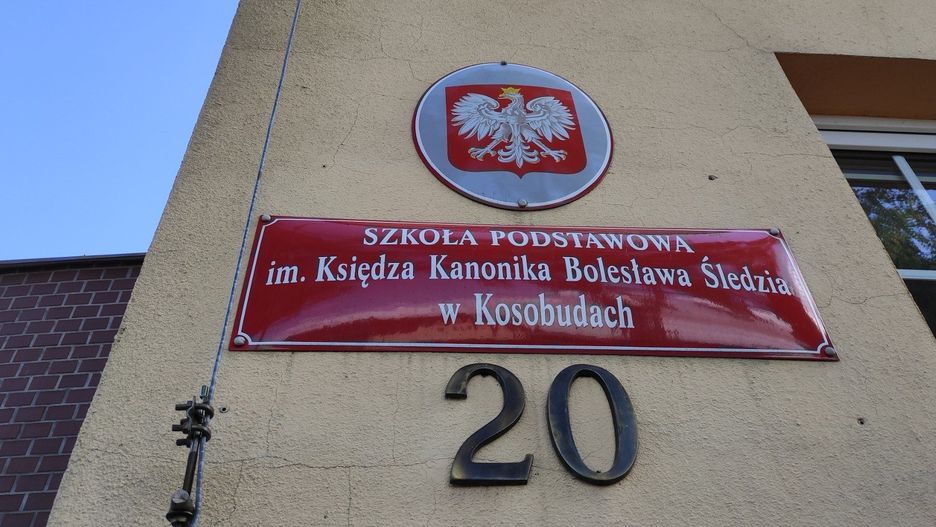 SZKOŁA PODSTAWOWA
im. Księdza Kanonika Bolesława Śledzia
w Kosobudach
20